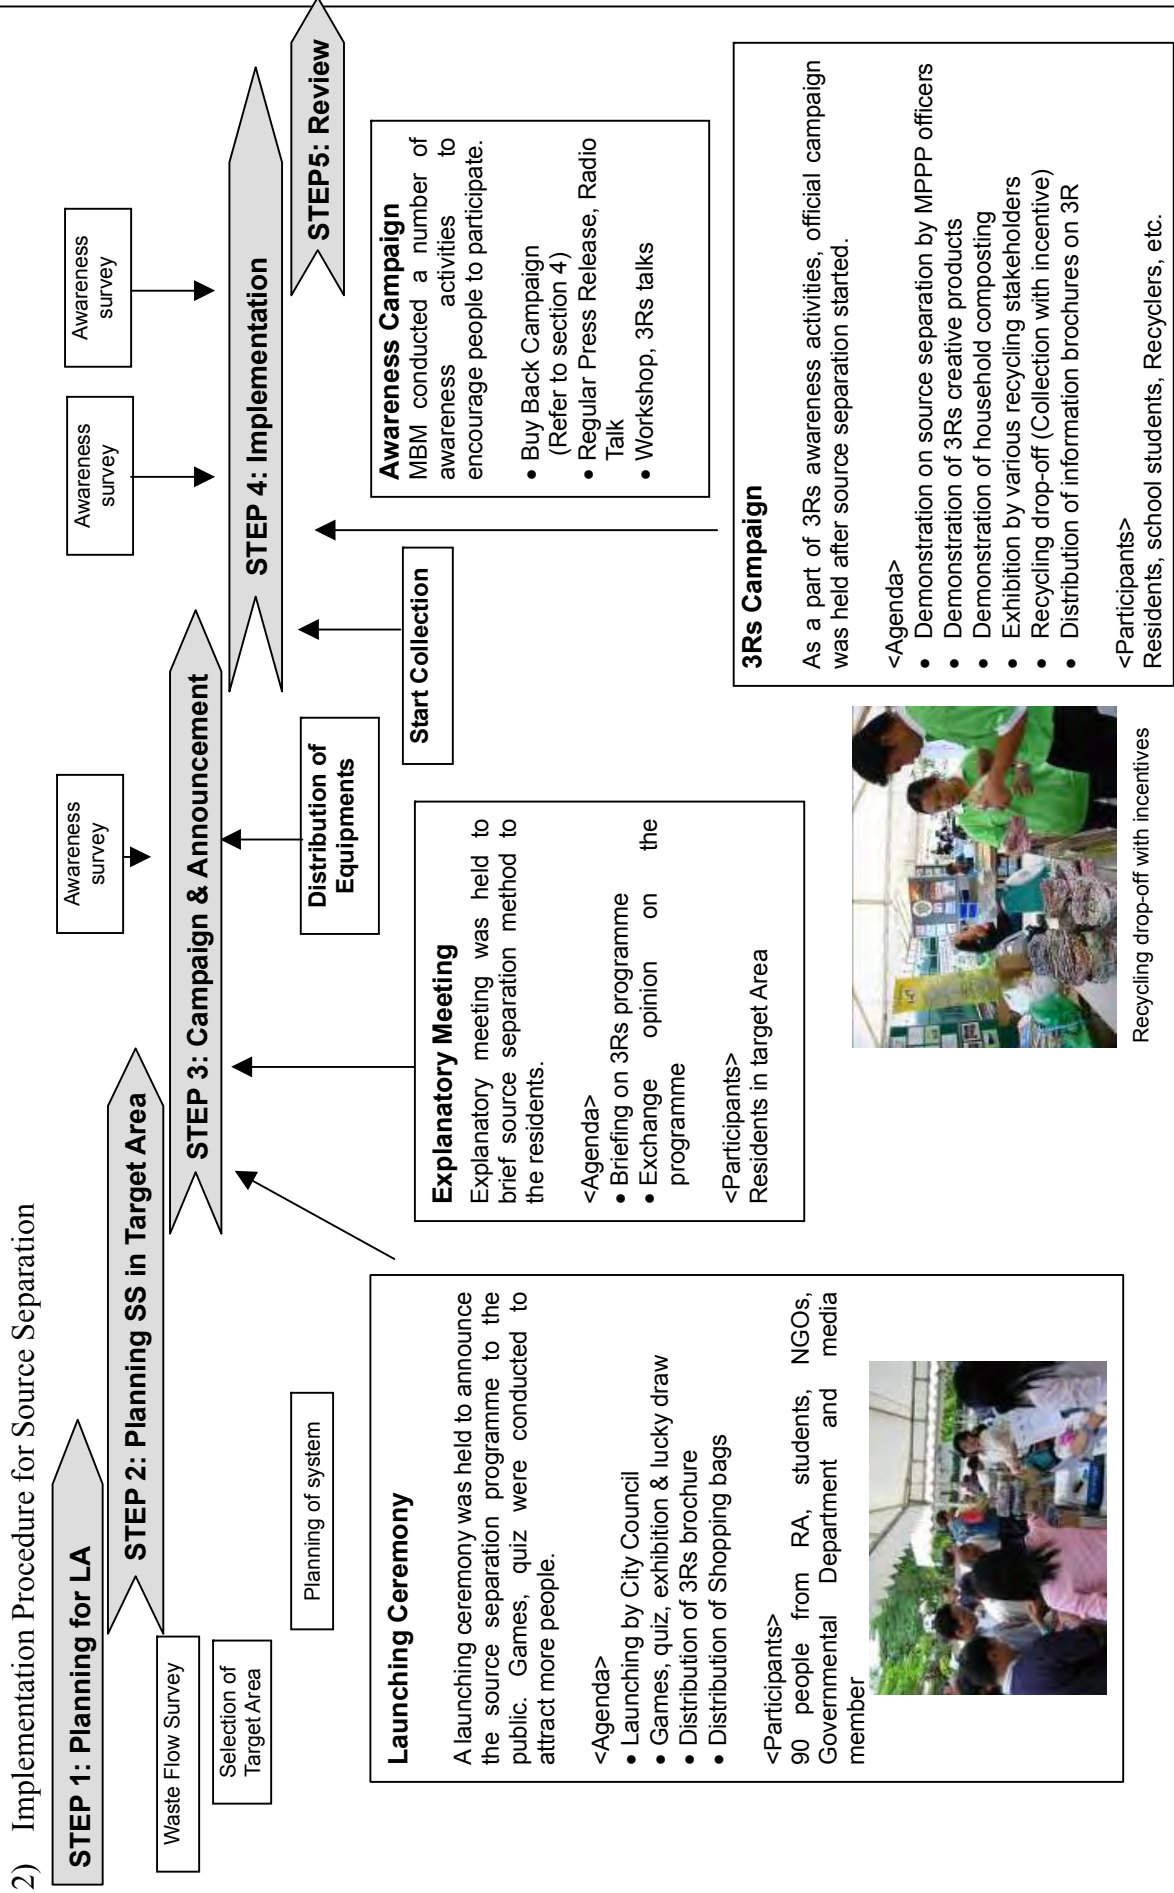 2) Implementation Procedure for Source Separation
STEP 1: Planning for LA
STEP 2: Planning SS in Target Area
STEP 3: Campaign & Announcement
STEP 4: Implementation
STEP5: Review
Waste Flow Survey
Selection of
Target Area
Planning of system
Awareness
survey
Awareness
survey
Awareness
survey
Distribution of
Equipments
Start Collection
Launching Ceremony
A launching ceremony was held to announce
the source separation programme to the
public. Games, quiz were conducted to
attract more people.
<Agenda>
• Launching by City Council
• Games, quiz, exhibition & lucky draw
• Distribution of 3Rs brochure
• Distribution of Shopping bags
<Participants>
90 people from RA, students, NGOs,
Governmental Department and media
member
Explanatory Meeting
Explanatory meeting was held to
brief source separation method to
the residents.
<Agenda>
• Briefing on 3Rs programme
• Exchange opinion on the
programme
<Participants>
Residents in target Area
Awareness Campaign
MBM conducted a number of
awareness activities to
encourage people to participate.
• Buy Back Campaign
(Refer to section 4)
• Regular Press Release, Radio
Talk
• Workshop, 3Rs talks
3Rs Campaign
As a part of 3Rs awareness activities, official campaign
was held after source separation started.
<Agenda>
• Demonstration on source separation by MPPP officers
• Demonstration of 3Rs creative products
• Demonstration of household composting
• Exhibition by various recycling stakeholders
• Recycling drop-off (Collection with incentive)
• Distribution of information brochures on 3R
<Participants>
Residents, school students, Recyclers, etc.
Recycling drop-off with incentives